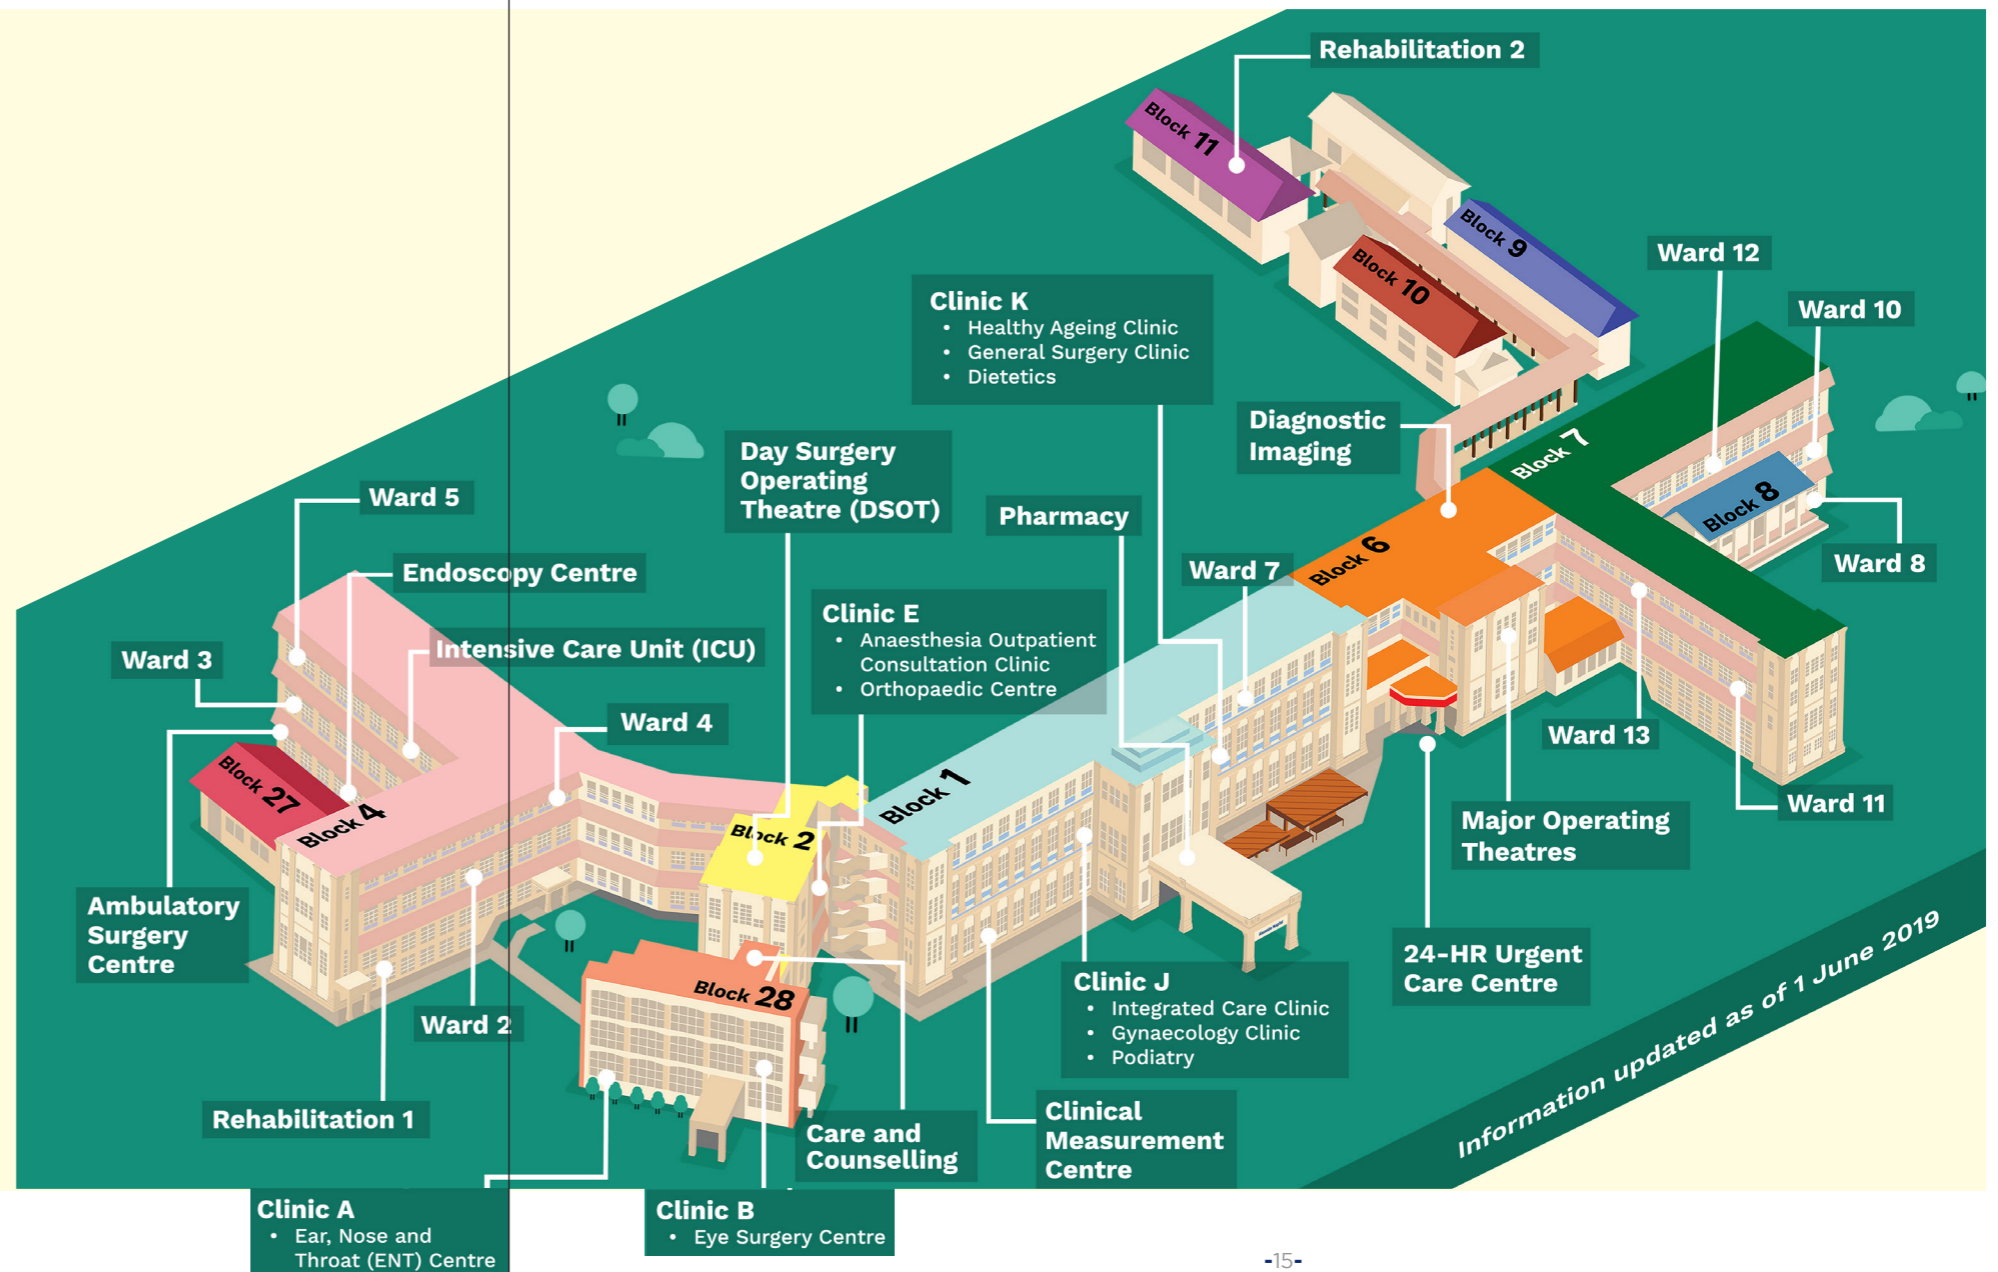 Rehabilitation 2
Block 11
Block 9
Block 10
Ward 12
Ward 10
Clinic K
• Healthy Ageing Clinic
• General Surgery Clinic
• Dietetics
Diagnostic
Imaging
Block 7
Day Surgery
Operating
Theatre (DSOT)
Ward 5
Pharmacy
Block 8
Ward 8
Block 6
Ward 7
Endoscopy Centre
Clinic E
• Anaesthesia Outpatient
Consultation Clinic
• Orthopaedic Centre
Intensive Care Unit (ICU)
Ward 3
Ward 4
Ward 13
Block 27
Block 4
Block 2
Block 1
Ward 11
Major Operating
Theatres
Ambulatory
Surgery
Centre
24-HR Urgent
Care Centre
Information updated as of 1 June 2019
Block 28
Clinic J
• Integrated Care Clinic
• Gynaecology Clinic
• Podiatry
Ward 2
Rehabilitation 1
Care and
Counselling
Clinical
Measurement
Centre
Clinic A
• Ear, Nose and
Throat (ENT) Centre
Clinic B
• Eye Surgery Centre
-15-